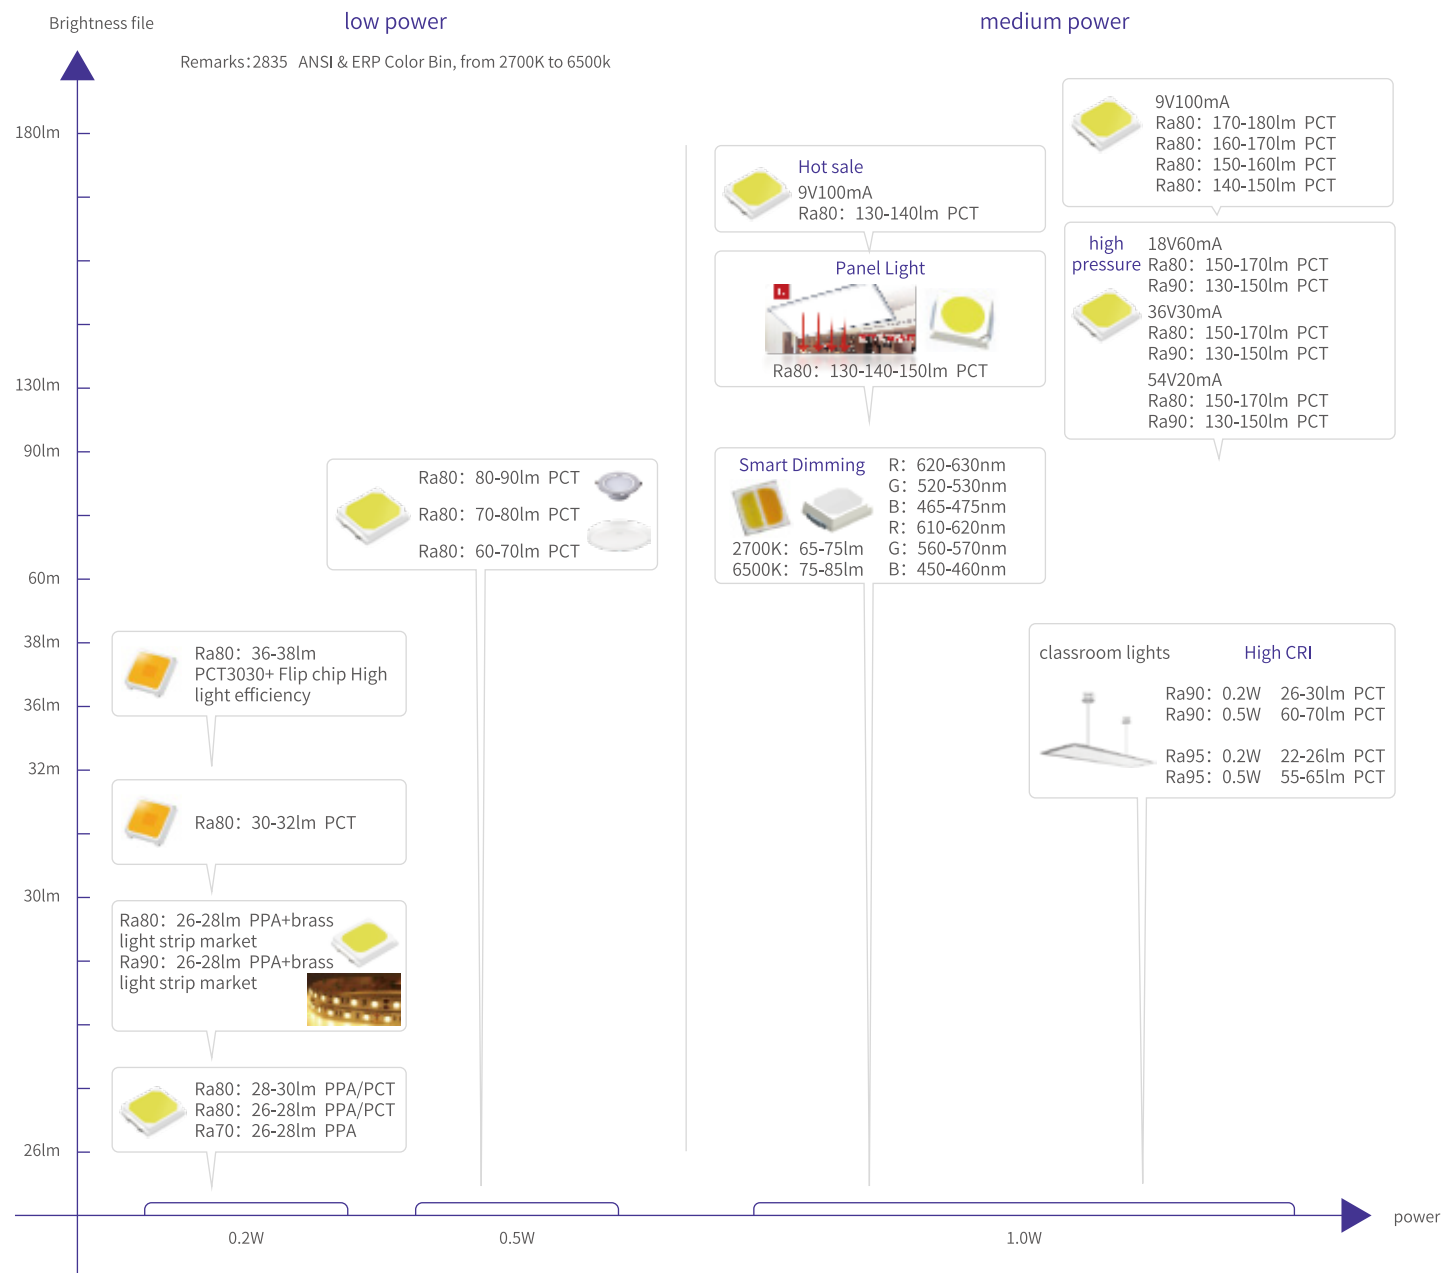 Brightness file
low power
medium power
Remarks:2835 ANSI & ERP Color Bin, from 2700K to 6500k
180lm
130lm
90lm
60m
38lm
36lm
32m
30lm
26lm
9V100mA
Ra80: 170-180lm PCT
Ra80: 160-170lm PCT
Ra80: 150-160lm PCT
Ra80: 140-150lm PCT
Hot sale
9V100mA
Ra80: 130-140lm PCT
Panel Light
1.
Ra80: 130-140-150lm PCT
high
pressure
18V60mA
Ra80: 150-170lm PCT
Ra90: 130-150lm PCT
36V30mA
Ra80: 150-170lm PCT
Ra90: 130-150lm PCT
54V20mA
Ra80: 150-170lm PCT
Ra90: 130-150lm PCT
Ra80: 80-90lm PCT
Ra80: 70-80lm PCT
Ra80: 60-70lm PCT
Smart Dimming
2700K: 65-75lm
6500K: 75-85lm
R: 620-630nm
G: 520-530nm
B: 465-475nm
R: 610-620nm
G: 560-570nm
B: 450-460nm
Ra80: 36-38lm
PCT3030+ Flip chip High
light efficiency
classroom lights
High CRI
Ra90: 0.2W 26-30lm PCT
Ra90: 0.5W 60-70lm PCT
Ra95: 0.2W 22-26lm PCT
Ra95: 0.5W 55-65lm PCT
Ra80: 30-32lm PCT
Ra80: 26-28lm PPA+brass
light strip market
Ra90: 26-28lm PPA+brass
light strip market
Ra80: 28-30lm PPA/PCT
Ra80: 26-28lm PPA/PCT
Ra70: 26-28lm PPA
0.2W
0.5W
1.0W
power